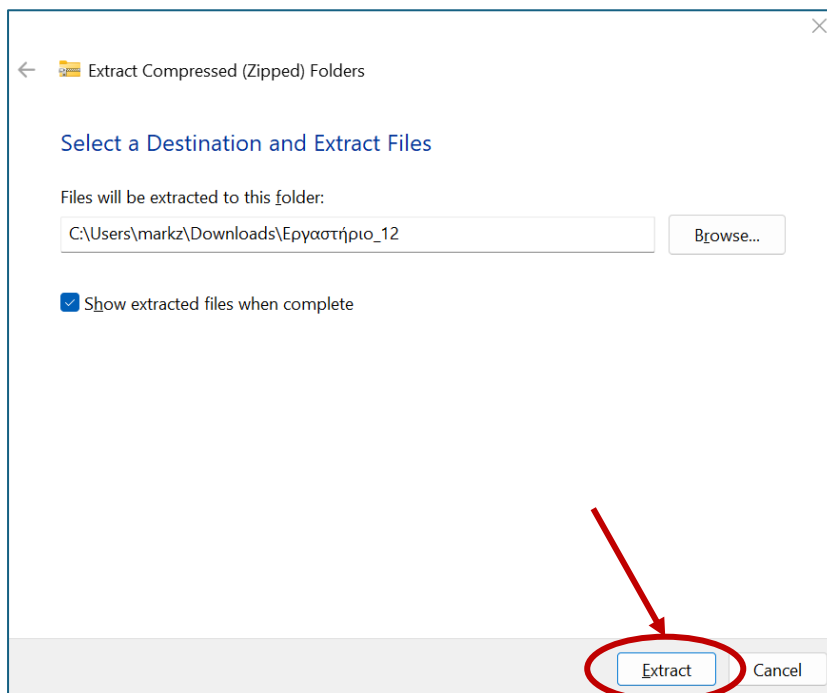 Extract Compressed (Zipped) Folders
Select a Destination and Extract Files
Files will be extracted to this folder:
C:\Users\markz\Downloads\Εργαστήριο_12
Browse...
Show extracted files when complete
Extract
Cancel